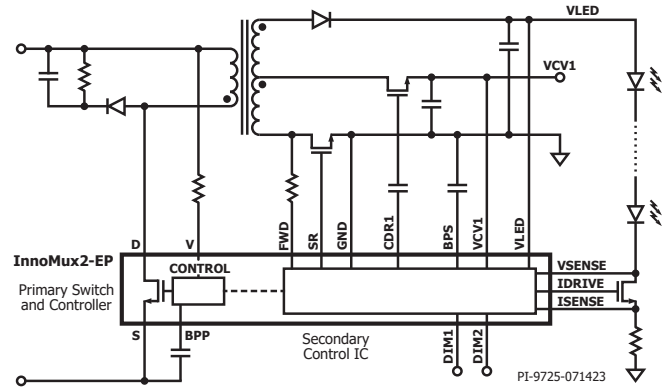 VLED
VCV1
D
V
FWD
SR
GND
CDR1
BPS
VCV1
VLED
InnoMux2-EP
CONTROL
VSENSE
Primary Switch
and Controller
IDRIVE
ISENSE
S
BPP
Secondary
Control IC
DIM1
DIM2
PI-9725-071423